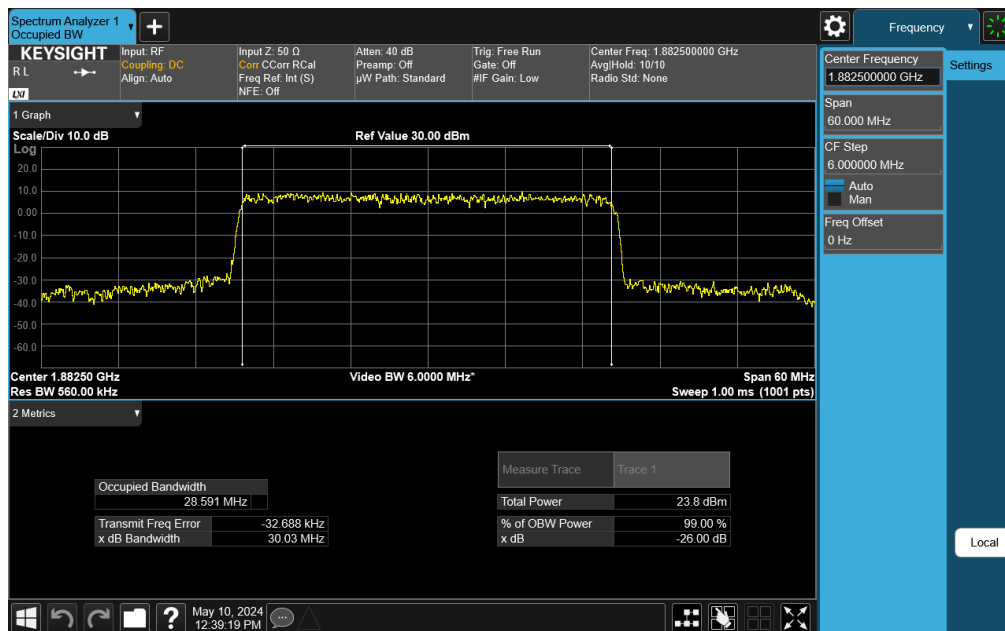 Spectrum Analyzer 1
Occupied BW
Frequency
KEYSIGHT
R L
LXI
Input: RF
Coupling: DC
Align: Auto
Input Z: 50 Ω
Corr CCorr RCal
Freq Ref: Int (S)
NFE: Off
Atten: 40 dB
Preamp: Off
µW Path: Standard
Trig: Free Run
Gate: Off
#IF Gain: Low
Center Freq: 1.882500000 GHz
Avg|Hold: 10/10
Radio Std: None
Center Frequency
1.882500000 GHz
Settings
Span
60.000 MHz
CF Step
6.000000 MHz
Auto
Man
Freq Offset
0 Hz
Local
1 Graph
Scale/Div 10.0 dB
Ref Value 30.00 dBm
Log
20.0
10.0
0.00
-10.0
-20.0
-30.0
-40.0
-50.0
-60.0
Center 1.88250 GHz
Video BW 6.0000 MHz*
Span 60 MHz
Res BW 560.00 kHz
Sweep 1.00 ms (1001 pts)
2 Metrics
Measure Trace
Trace 1
Occupied Bandwidth
28.591 MHz
Total Power
23.8 dBm
Transmit Freq Error
-32.688 kHz
% of OBW Power
99.00 %
x dB Bandwidth
30.03 MHz
x dB
-26.00 dB
May 10, 2024
12:39:19 PM